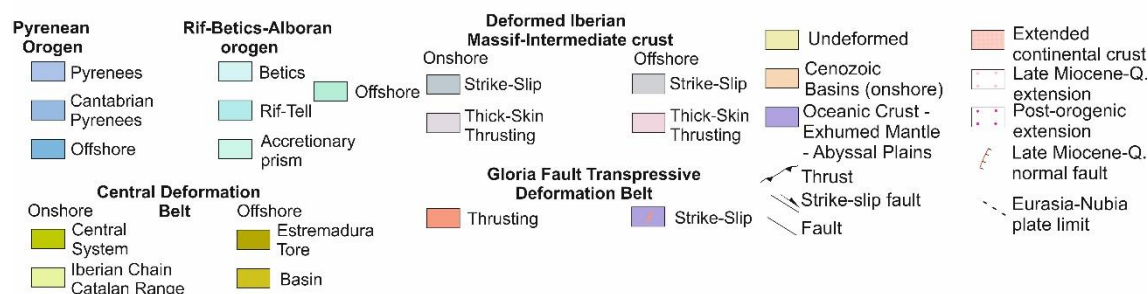 Pyrenean
Orogen
Pyrenees
Cantabrian
Pyrenees
Offshore
Rif-Betics-Alboran
orogen
Betics
Offshore
Rif-Tell
Accretionary
prism
Deformed Iberian
Massif-Intermediate crust
Onshore
Strike-Slip
Thick-Skin
Thrusting
Offshore
Strike-Slip
Thick-Skin
Thrusting
Central Deformation
Belt
Onshore
Central
System
Iberian Chain
Catalan Range
Offshore
Estremadura
Tore
Basin
Gloria Fault Transpressive
Deformation Belt
Thrusting
Strike-Slip
Undeformed
Cenozoic
Basins (onshore)
Oceanic Crust -
Exhumed Mantle
- Abyssal Plains
Thrust
Strike-slip fault
Fault
Extended
continental crust
Late Miocene-Q.
extension
Post-orogenic
extension
Late Miocene-Q.
normal fault
Eurasia-Nubia
plate limit